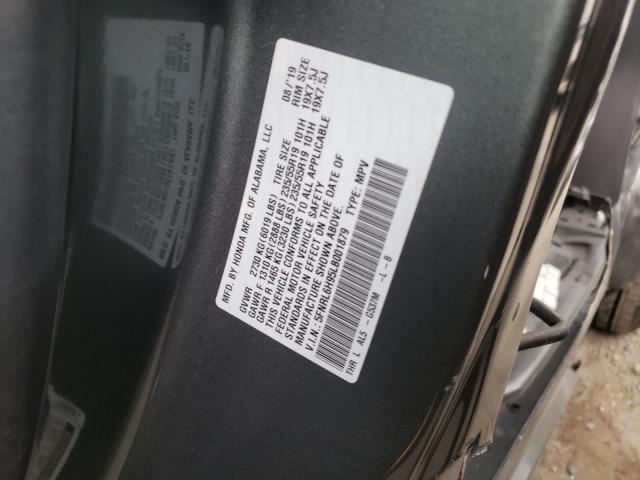 MFD. BY HONDA MFG. OF ALABAMA, LLC 08/'19
GVWR 2730 KG(6019 LBS) TIRE SIZE RIM SIZE
GAWR F 1310 KG(2888 LBS)235/55R19 101H 19X7.5J
GAWR R 1465 KG(3230 LBS)235/55R19 101H 19X7.5J
THIS VEHICLE CONFORMS TO ALL APPLICABLE
FEDERAL MOTOR VEHICLE SAFETY
STANDARDS IN EFFECT ON THE DATE OF
MANUFACTURE SHOWN ABOVE.
V.I.N.: 5FNRL6H95LB001879 TYPE: MPV
THR L AL5 - G537M -L -B